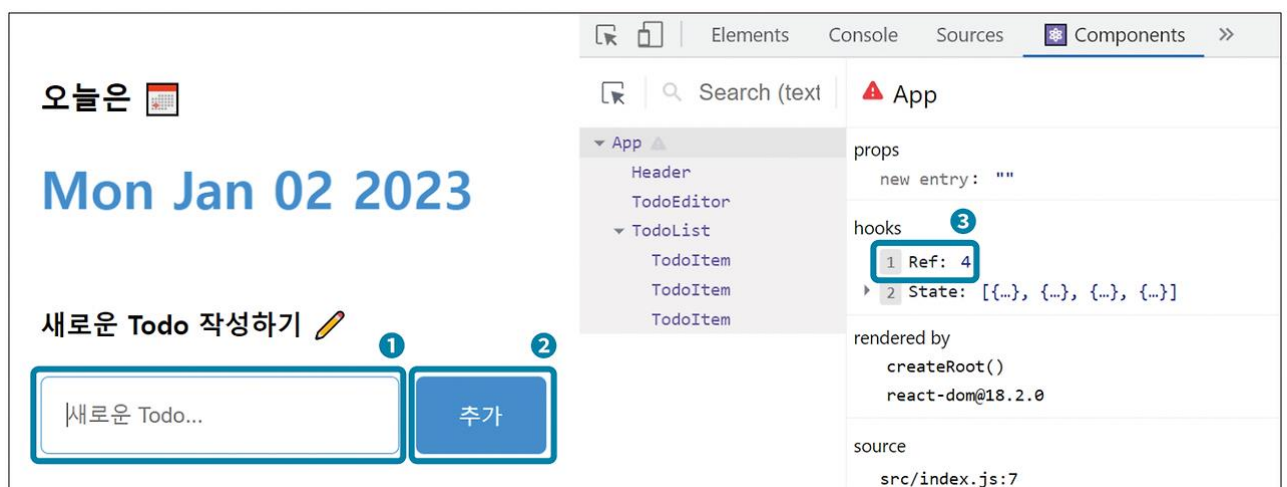 오늘은
Mon Jan 02 2023
새로운 Todo 작성하기
1
2
새로운 Todo...
추가
Elements Console Sources Components »
Search (text
App
Header
TodoEditor
TodoList
TodoItem
TodoItem
TodoItem
App
props
new entry: ""
hooks
3
1 Ref: 4
2 State: [{…}, {…}, {…}, {…}]
rendered by
createRoot()
react-dom@18.2.0
source
src/index.js:7